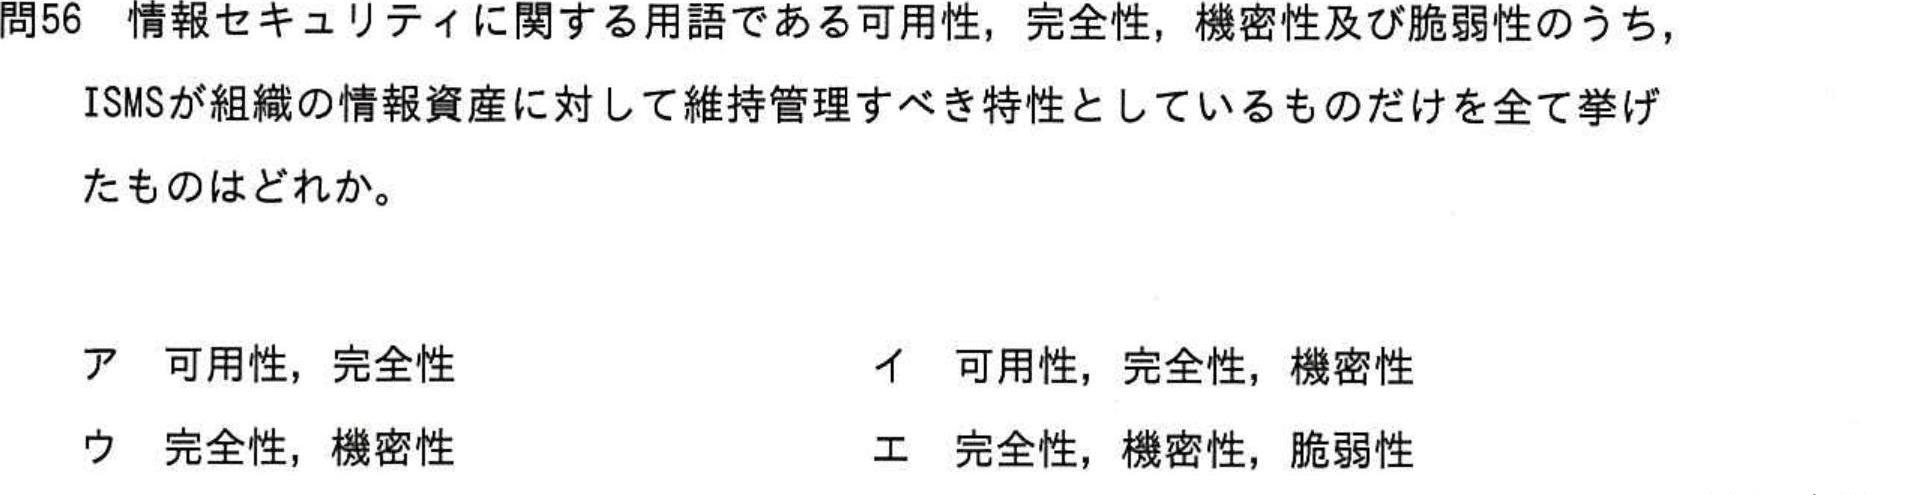 問56　情報セキュリティに関する用語である可用性，完全性，機密性及び脆弱性のうち，
ISMSが組織の情報資産に対して維持管理すべき特性としているものだけを全て挙げ
たものはどれか。
ア　可用性，完全性　イ　可用性，完全性，機密性
ウ　完全性，機密性　エ　完全性，機密性，脆弱性